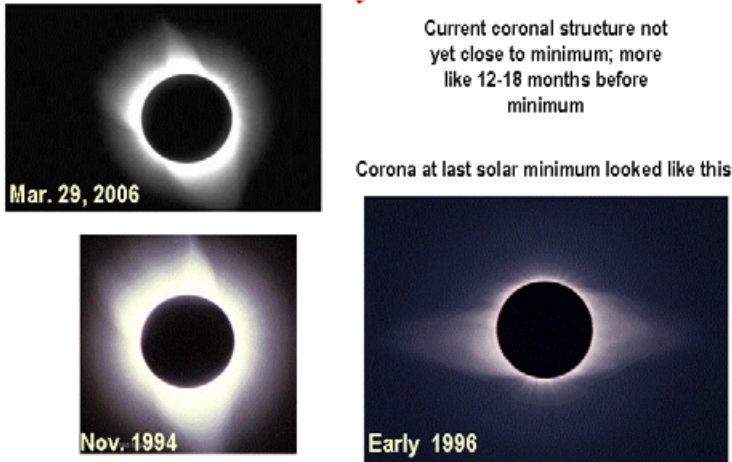 Current coronal structure not
yet close to minimum; more
like 12-18 months before
minimum
Corona at last solar minimum looked like this
Mar. 29, 2006
Nov. 1994
Early 1996